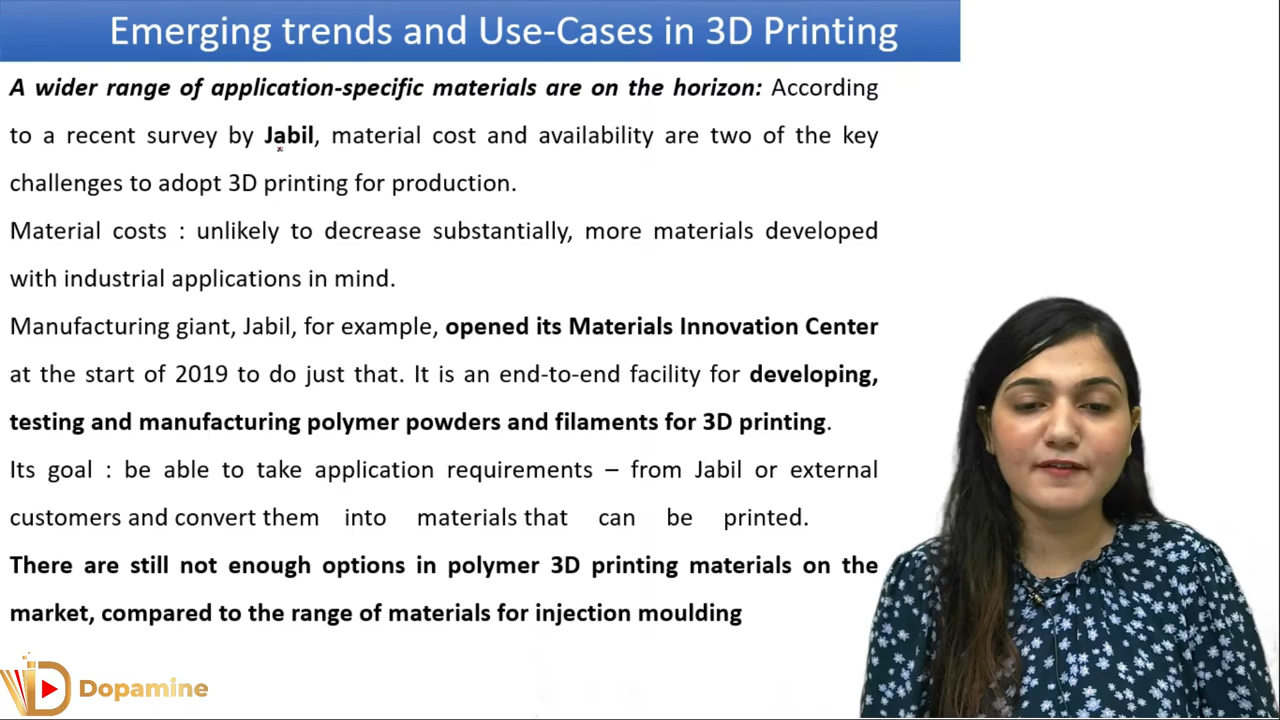 Emerging trends and Use-Cases in 3D Printing
A wider range of application-specific materials are on the horizon: According
to a recent survey by Jabil, material cost and availability are two of the key
challenges to adopt 3D printing for production.
Material costs : unlikely to decrease substantially, more materials developed
with industrial applications in mind.
Manufacturing giant, Jabil, for example, opened its Materials Innovation Center
at the start of 2019 to do just that. It is an end-to-end facility for developing,
testing and manufacturing polymer powders and filaments for 3D printing.
Its goal : be able to take application requirements – from Jabil or external
customers and convert them into materials that can be printed.
There are still not enough options in polymer 3D printing materials on the
market, compared to the range of materials for injection moulding
Dopamine